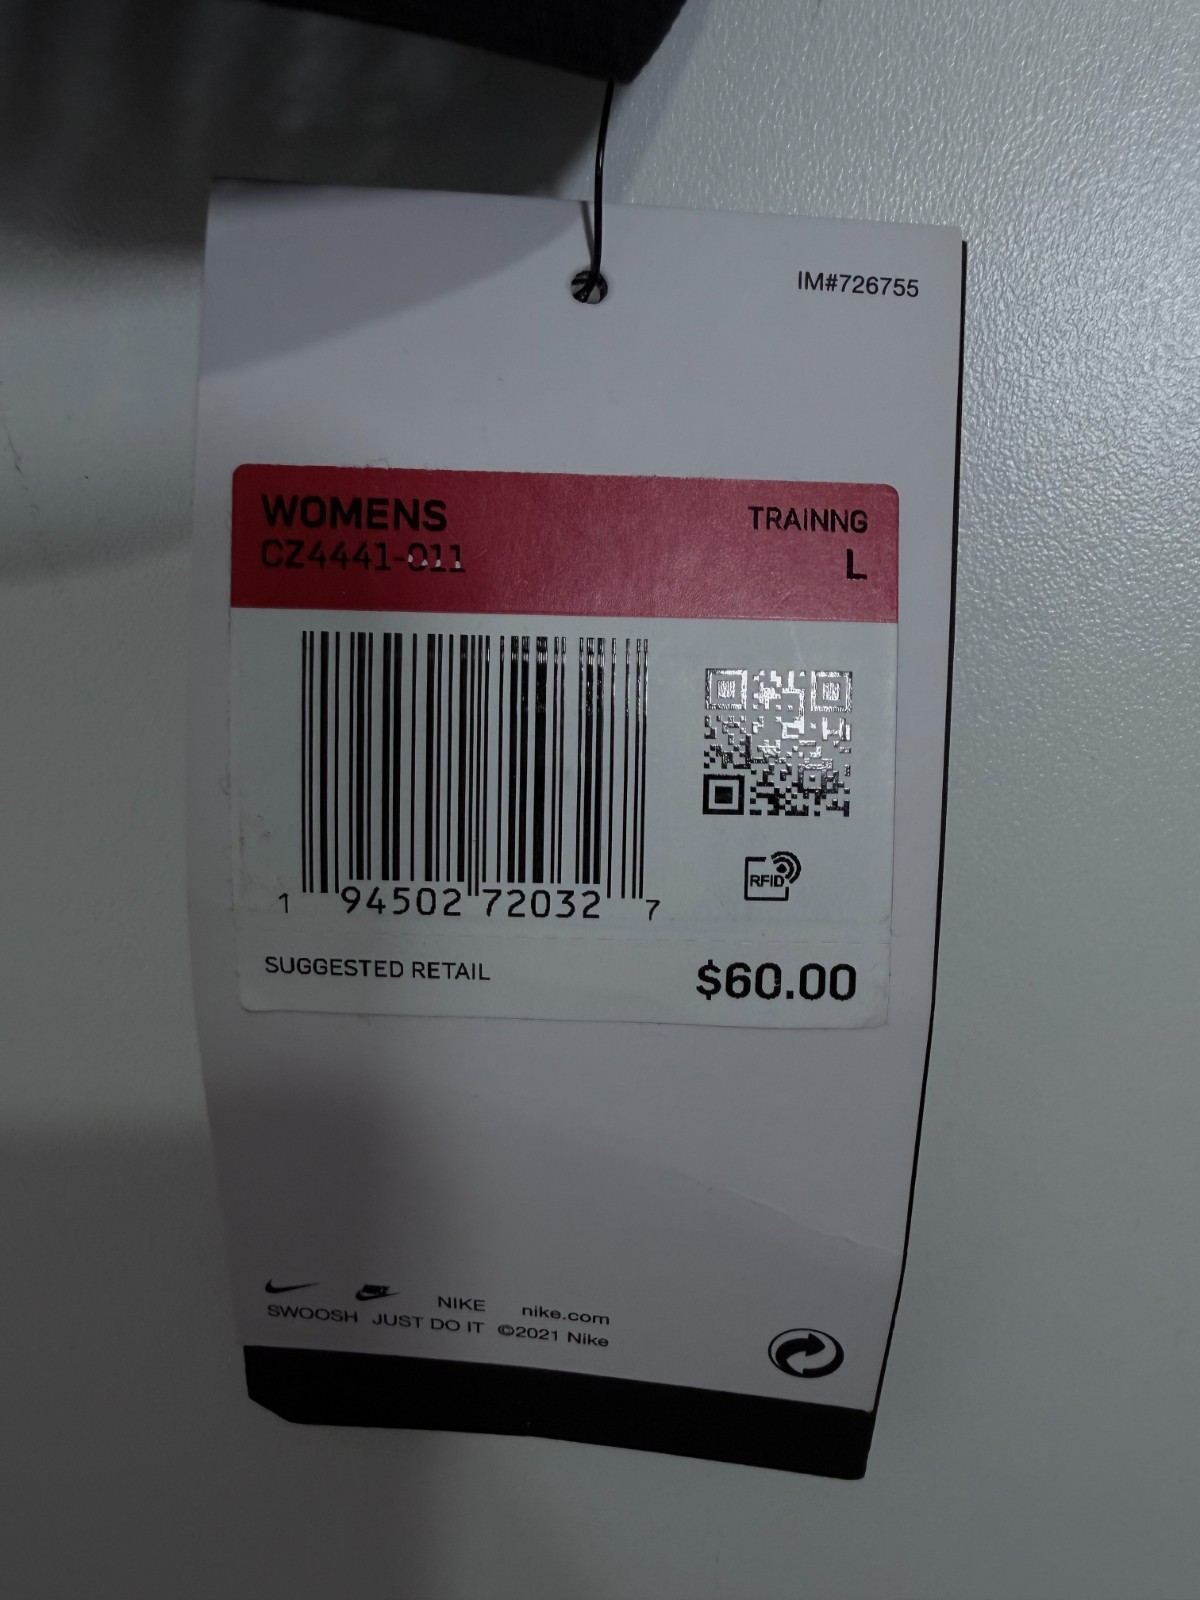 IM#726755
WOMENS TRAINNG
CZ4441-011 L
RFID
1 94502 72032 7
SUGGESTED RETAIL $60.00
NIKE NIKE nike.com
SWOOSH JUST DO IT ©2021 Nike